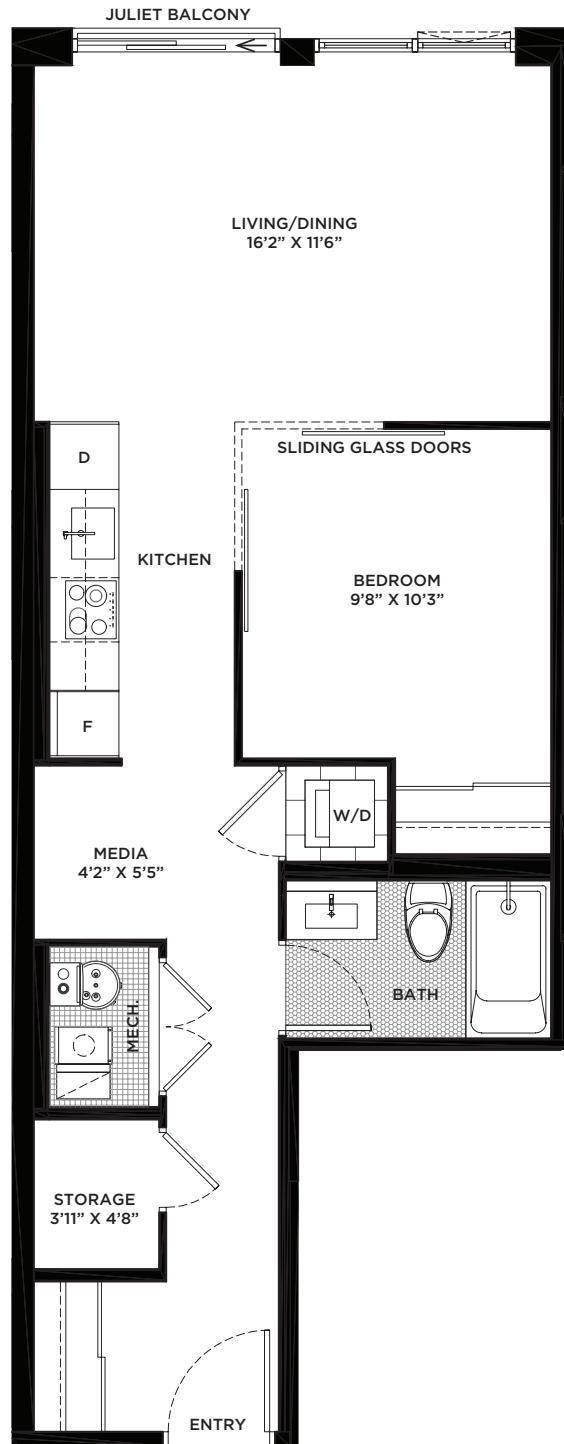 JULIET BALCONY
LIVING/DINING
16’2” X 11’6”
D
SLIDING GLASS DOORS
KITCHEN
BEDROOM
9’8” X 10’3”
F
W/D
MEDIA
4’2” X 5’5”
MECH.
BATH
STORAGE
3’11” X 4’8”
ENTRY